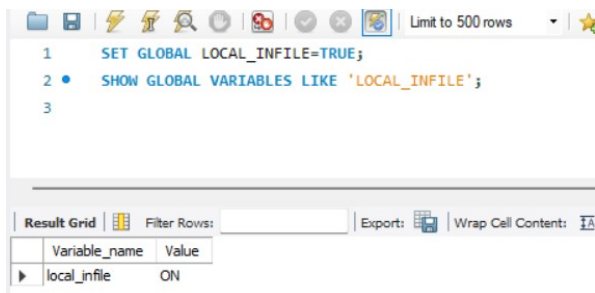 Limit to 500 rows
1 SET GLOBAL LOCAL_INFILE=TRUE;
2 SHOW GLOBAL VARIABLES LIKE 'LOCAL_INFILE';
3
Result Grid Filter Rows: Export: Wrap Cell Content: IA
Variable_name Value
local_infile ON